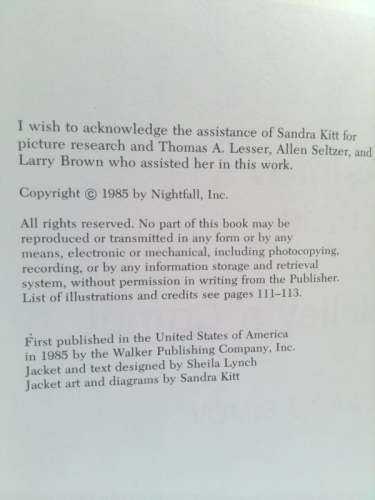 I wish to acknowledge the assistance of Sandra Kitt for
picture research and Thomas A. Lesser, Allen Seltzer, and
Larry Brown who assisted her in this work.
Copyright © 1985 by Nightfall, Inc.
All rights reserved. No part of this book may be
reproduced or transmitted in any form or by any
means, electronic or mechanical, including photocopying,
recording, or by any information storage and retrieval
system, without permission in writing from the Publisher.
List of illustrations and credits see pages 111–113.
First published in the United States of America
in 1985 by the Walker Publishing Company, Inc.
Jacket and text designed by Sheila Lynch
Jacket art and diagrams by Sandra Kitt